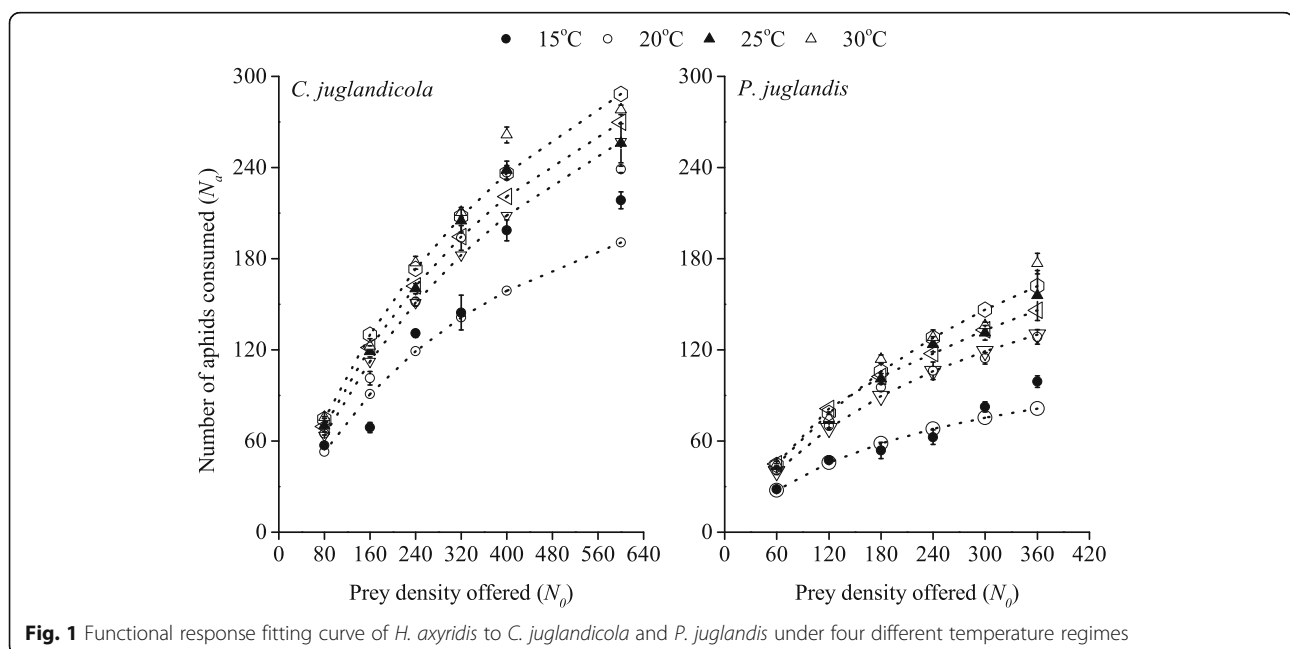 15°C 20°C 25°C 30°C
C. juglandicola
P. juglandis
Number of aphids consumed (Na)
300
240
180
120
60
0
0 80 160 240 320 400 480 560 640
Prey density offered (N0)
300
240
180
120
60
0
0 60 120 180 240 300 360 420
Prey density offered (N0)
Fig. 1 Functional response fitting curve of H. axyridis to C. juglandicola and P. juglandis under four different temperature regimes